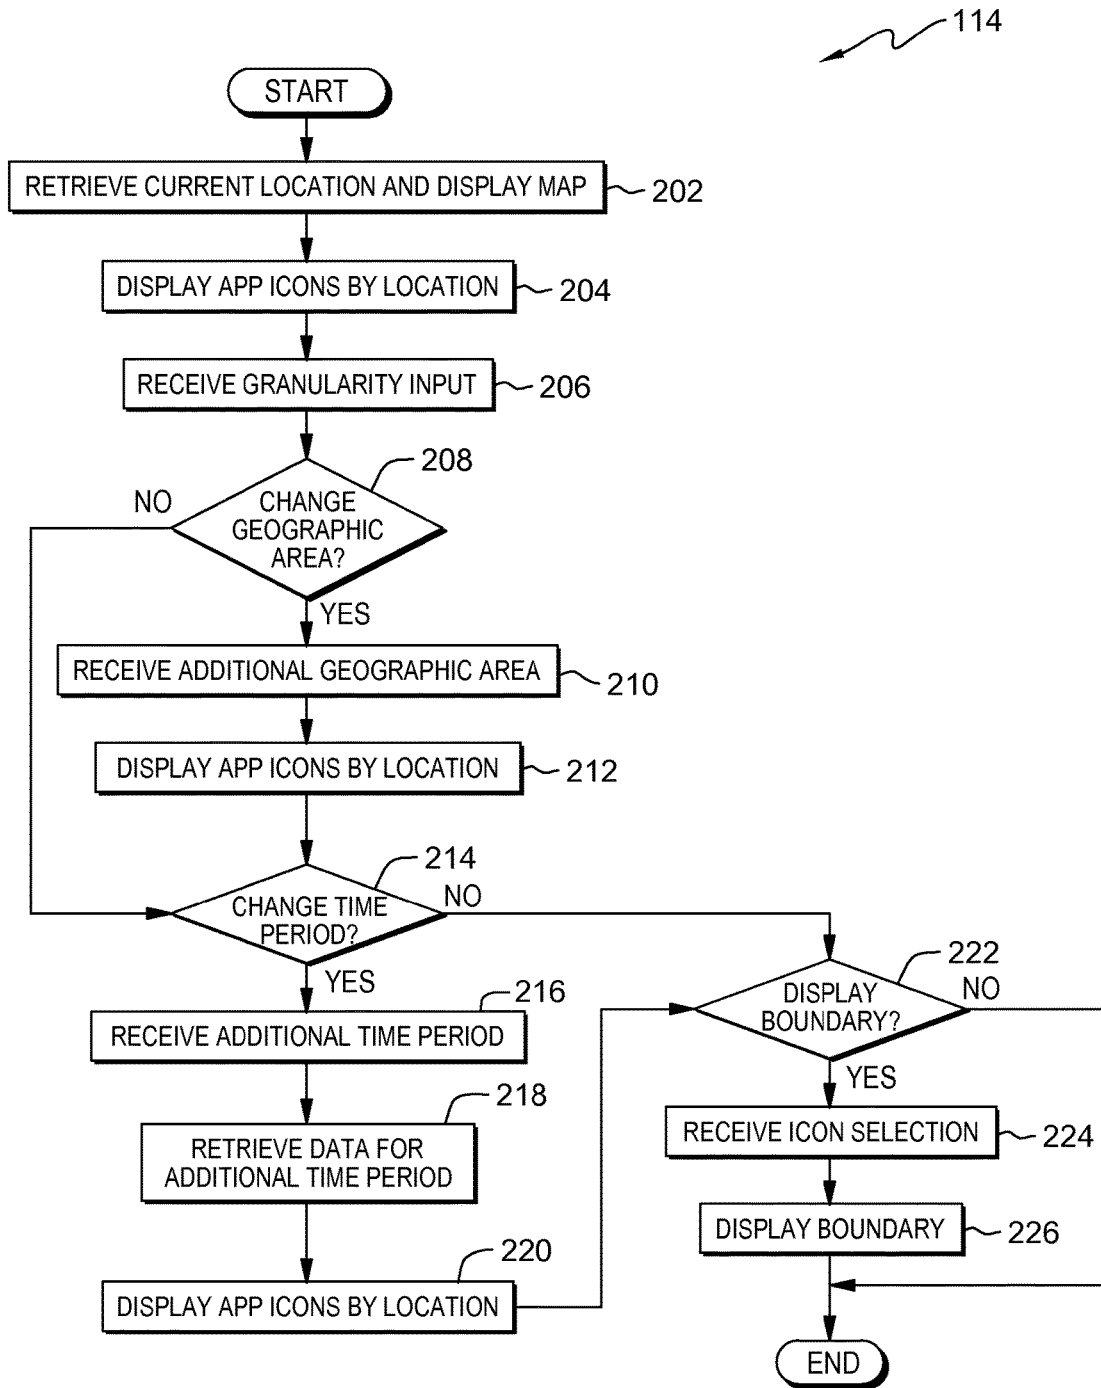 114
START
RETRIEVE CURRENT LOCATION AND DISPLAY MAP
202
DISPLAY APP ICONS BY LOCATION
204
RECEIVE GRANULARITY INPUT
206
208
NO
CHANGE
GEOGRAPHIC
AREA?
YES
RECEIVE ADDITIONAL GEOGRAPHIC AREA
210
DISPLAY APP ICONS BY LOCATION
212
214
NO
CHANGE TIME
PERIOD?
YES
216
RECEIVE ADDITIONAL TIME PERIOD
218
RETRIEVE DATA FOR
ADDITIONAL TIME PERIOD
220
DISPLAY APP ICONS BY LOCATION
222
DISPLAY
BOUNDARY?
NO
YES
RECEIVE ICON SELECTION
224
DISPLAY BOUNDARY
226
END